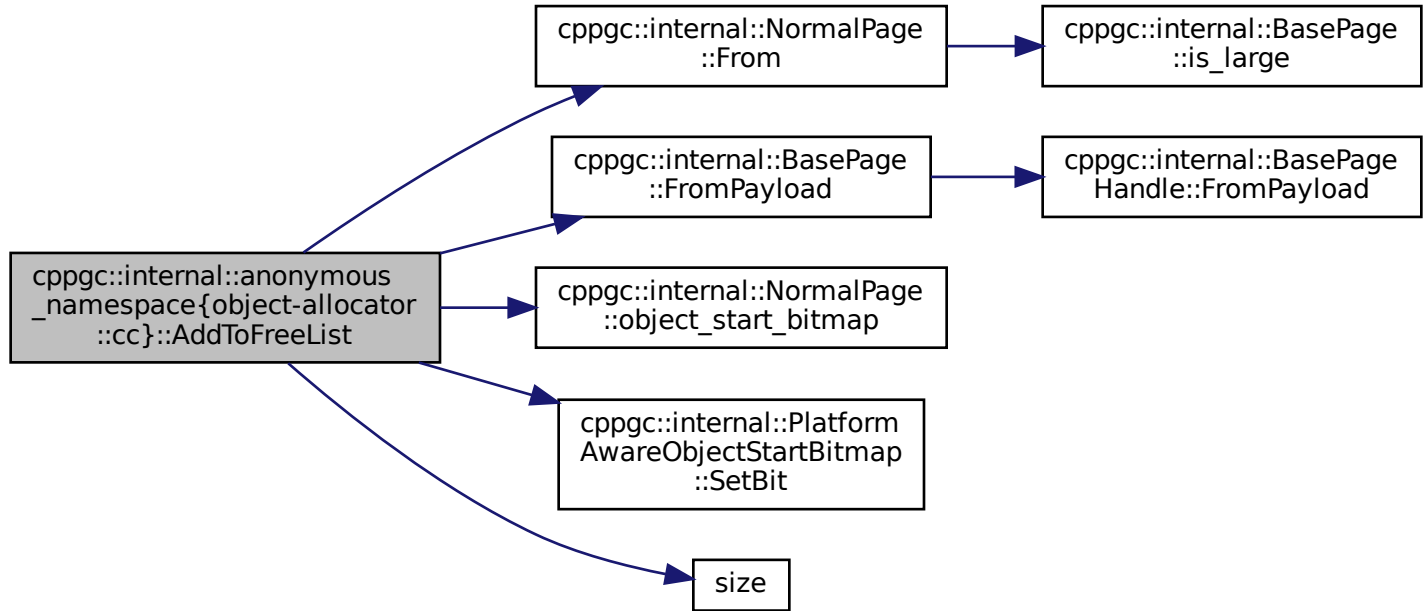 cppgc::internal::NormalPage
::From
cppgc::internal::BasePage
::is_large
cppgc::internal::BasePage
::FromPayload
cppgc::internal::BasePage
Handle::FromPayload
cppgc::internal::anonymous
_namespace{object-allocator
::cc}::AddToFreeList
cppgc::internal::NormalPage
::object_start_bitmap
cppgc::internal::Platform
AwareObjectStartBitmap
::SetBit
size